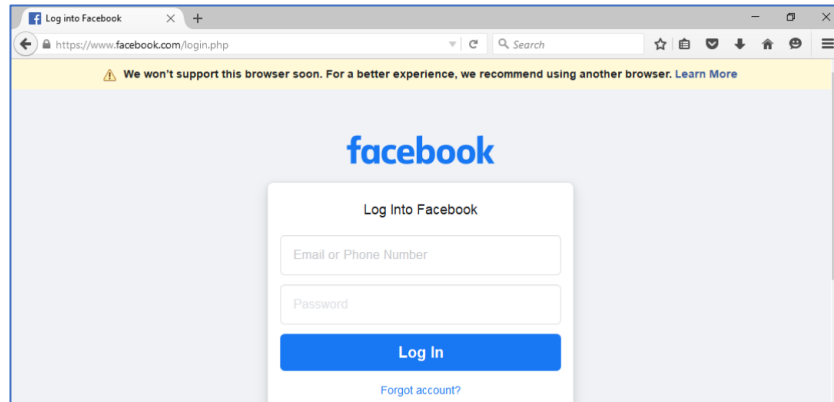 Log into Facebook
https://www.facebook.com/login.php
Search
We won't support this browser soon. For a better experience, we recommend using another browser. Learn More
facebook
Log Into Facebook
Email or Phone Number
Password
Log In
Forgot account?